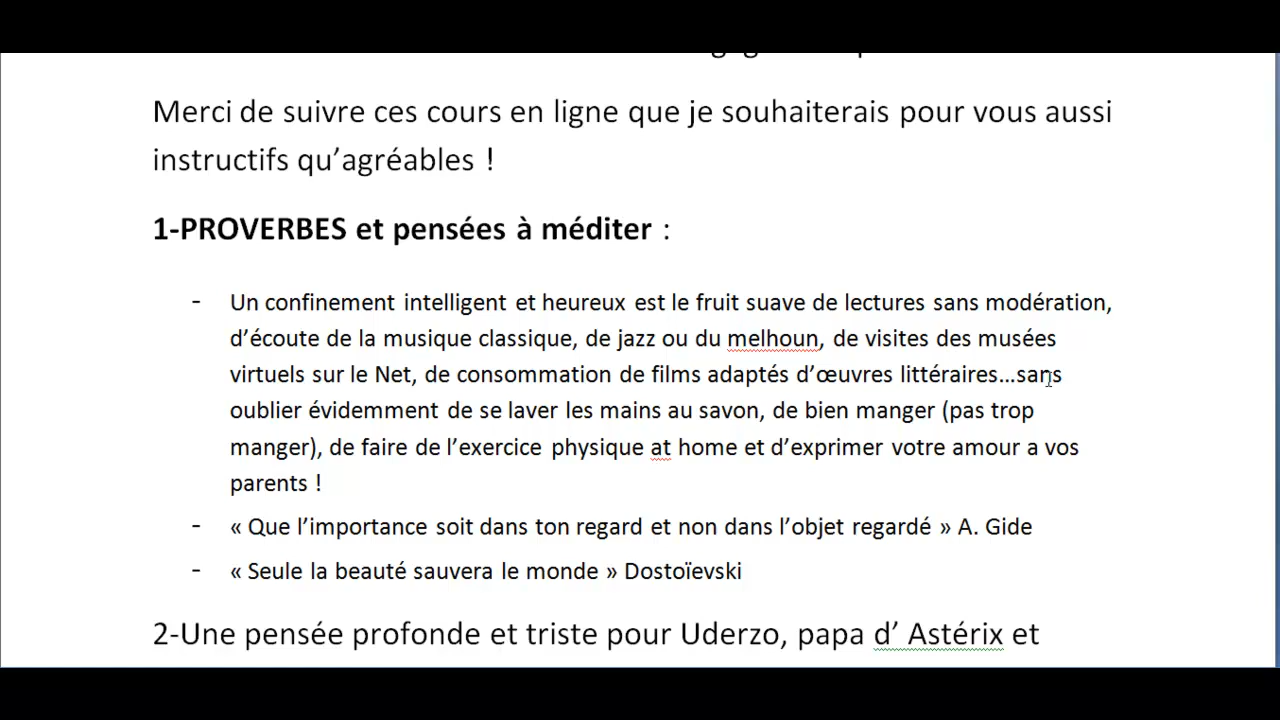 Merci de suivre ces cours en ligne que je souhaiterais pour vous aussi
instructifs qu’agréables !
1-PROVERBES et pensées à méditer :
- Un confinement intelligent et heureux est le fruit suave de lectures sans modération,
d’écoute de la musique classique, de jazz ou du melhoun, de visites des musées
virtuels sur le Net, de consommation de films adaptés d’œuvres littéraires…sans
oublier évidemment de se laver les mains au savon, de bien manger (pas trop
manger), de faire de l’exercice physique at home et d’exprimer votre amour a vos
parents !
- « Que l’importance soit dans ton regard et non dans l’objet regardé » A. Gide
- « Seule la beauté sauvera le monde » Dostoïevski
2-Une pensée profonde et triste pour Uderzo, papa d’ Astérix et